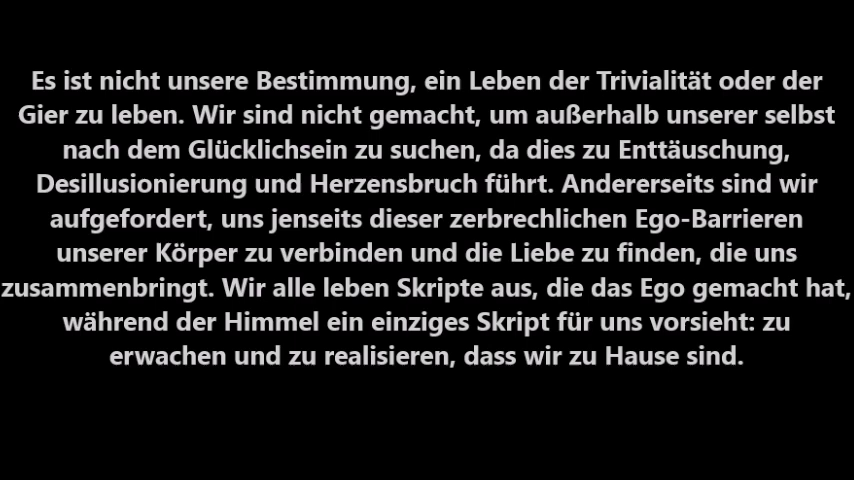 Es ist nicht unsere Bestimmung, ein Leben der Trivialität oder der
Gier zu leben. Wir sind nicht gemacht, um außerhalb unserer selbst
nach dem Glücklichsein zu suchen, da dies zu Enttäuschung,
Desillusionierung und Herzensbruch führt. Andererseits sind wir
aufgefordert, uns jenseits dieser zerbrechlichen Ego-Barrieren
unserer Körper zu verbinden und die Liebe zu finden, die uns
zusammenbringt. Wir alle leben Skripte aus, die das Ego gemacht hat,
während der Himmel ein einziges Skript für uns vorsieht: zu
erwachen und zu realisieren, dass wir zu Hause sind.